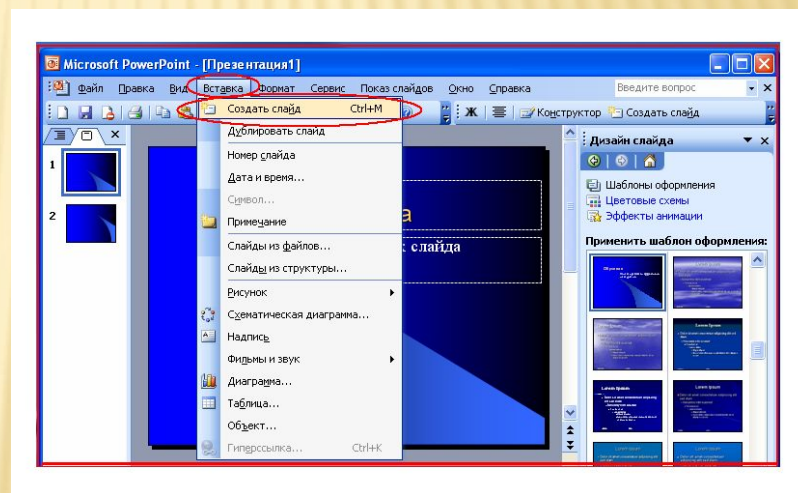 Microsoft PowerPoint - [Презентация1]
Файл Правка Вид Вставка Формат Сервис Показ слайдов Окно Справка Введите вопрос
Ж Конструктор Создать слайд
Создать слайд Ctrl+M
Дублировать слайд
Номер слайда
Дата и время...
Символ...
Примечание
Слайды из файлов...
Слайды из структуры...
Рисунок
Схематическая диаграмма...
Надпись
Фильмы и звук
Диаграмма...
Таблица...
Объект...
Гиперссылка... Ctrl+K
1
2
а
к слайда
Дизайн слайда
Шаблоны оформления
Цветовые схемы
Эффекты анимации
Применить шаблон оформления: